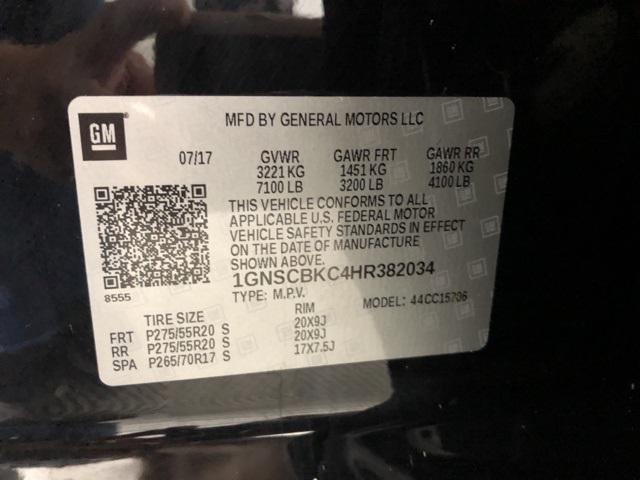 GM
MFD BY GENERAL MOTORS LLC
07/17 GVWR GAWR FRT GAWR RR
3221 KG 1451 KG 1860 KG
7100 LB 3200 LB 4100 LB
THIS VEHICLE CONFORMS TO ALL
APPLICABLE U.S. FEDERAL MOTOR
VEHICLE SAFETY STANDARDS IN EFFECT
ON THE DATE OF MANUFACTURE
SHOWN ABOVE.
1GNSCBKC4HR382034
8555 TYPE: M.P.V. MODEL: 44CC15706
TIRE SIZE RIM
FRT P275/55R20 S 20X9J
RR P275/55R20 S 20X9J
SPA P265/70R17 S 17X7.5J